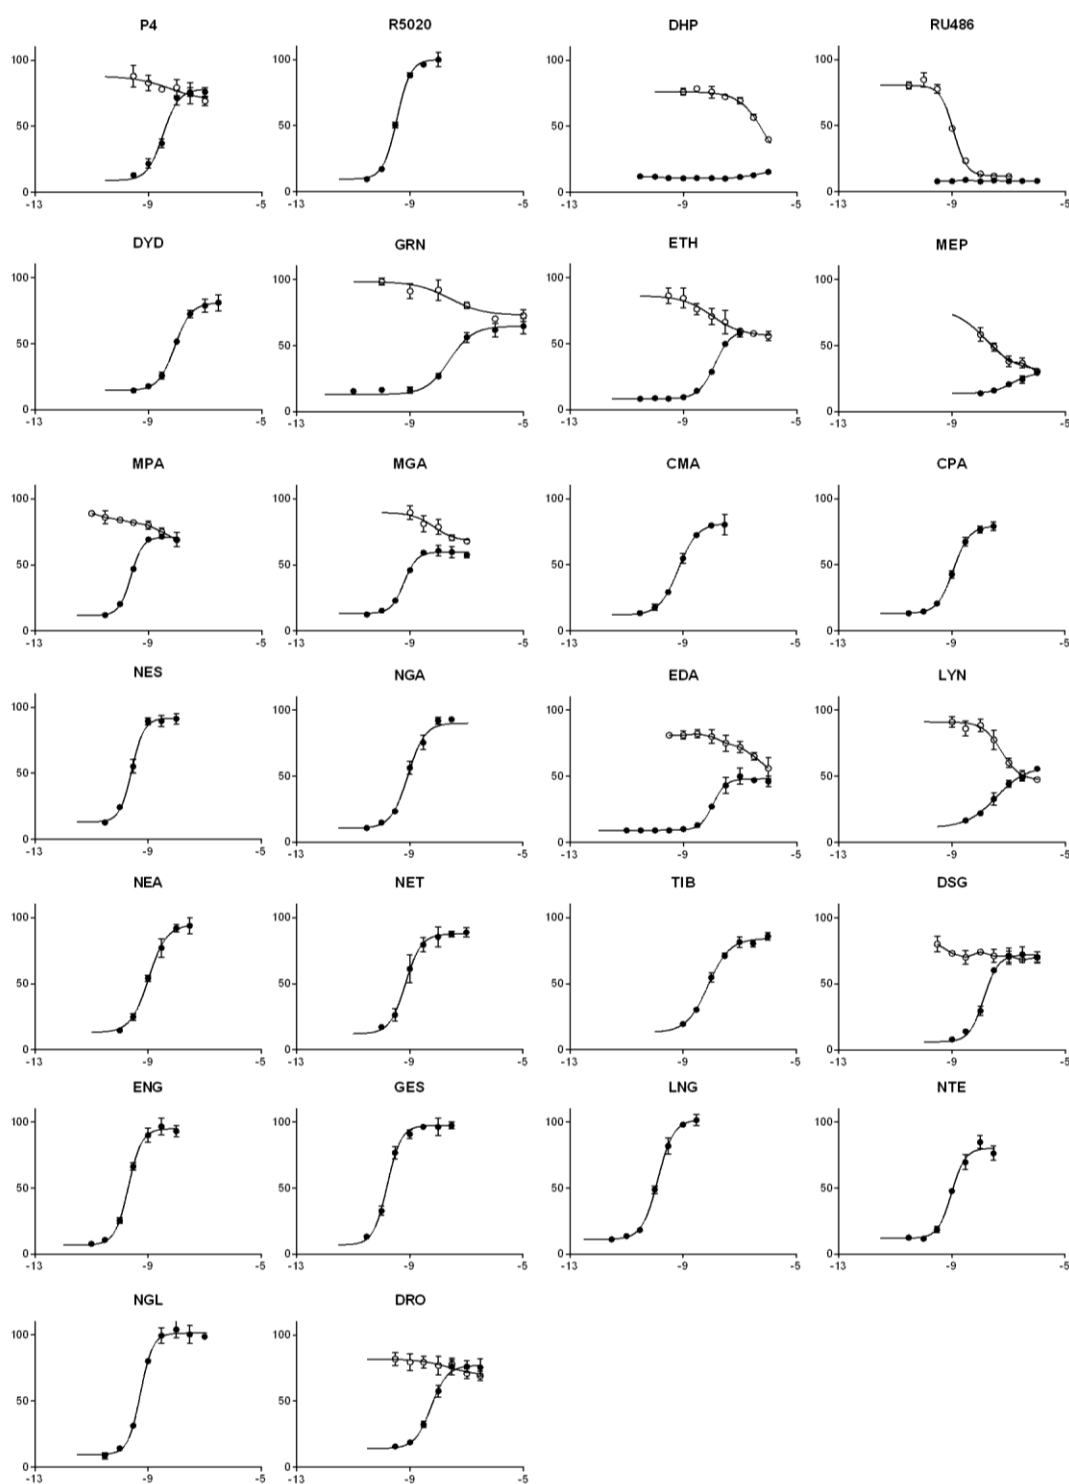 P4 R5020 DHP RU486
100 100 100 100
50 50 50 50
0 0 0 0
-13 -9 -5 -13 -9 -5 -13 -9 -5 -13 -9 -5
DYD GRN ETH MEP
100 100 100 100
50 50 50 50
0 0 0 0
-13 -9 -5 -13 -9 -5 -13 -9 -5 -13 -9 -5
MPA MGA CMA CPA
100 100 100 100
50 50 50 50
0 0 0 0
-13 -9 -5 -13 -9 -5 -13 -9 -5 -13 -9 -5
NES NGA EDA LYN
100 100 100 100
50 50 50 50
0 0 0 0
-13 -9 -5 -13 -9 -5 -13 -9 -5 -13 -9 -5
NEA NET TIB DSG
100 100 100 100
50 50 50 50
0 0 0 0
-13 -9 -5 -13 -9 -5 -13 -9 -5 -13 -9 -5
ENG GES LNG NTE
100 100 100 100
50 50 50 50
0 0 0 0
-13 -9 -5 -13 -9 -5 -13 -9 -5 -13 -9 -5
NGL DRO
100 100
50 50
0 0
-13 -9 -5 -13 -9 -5